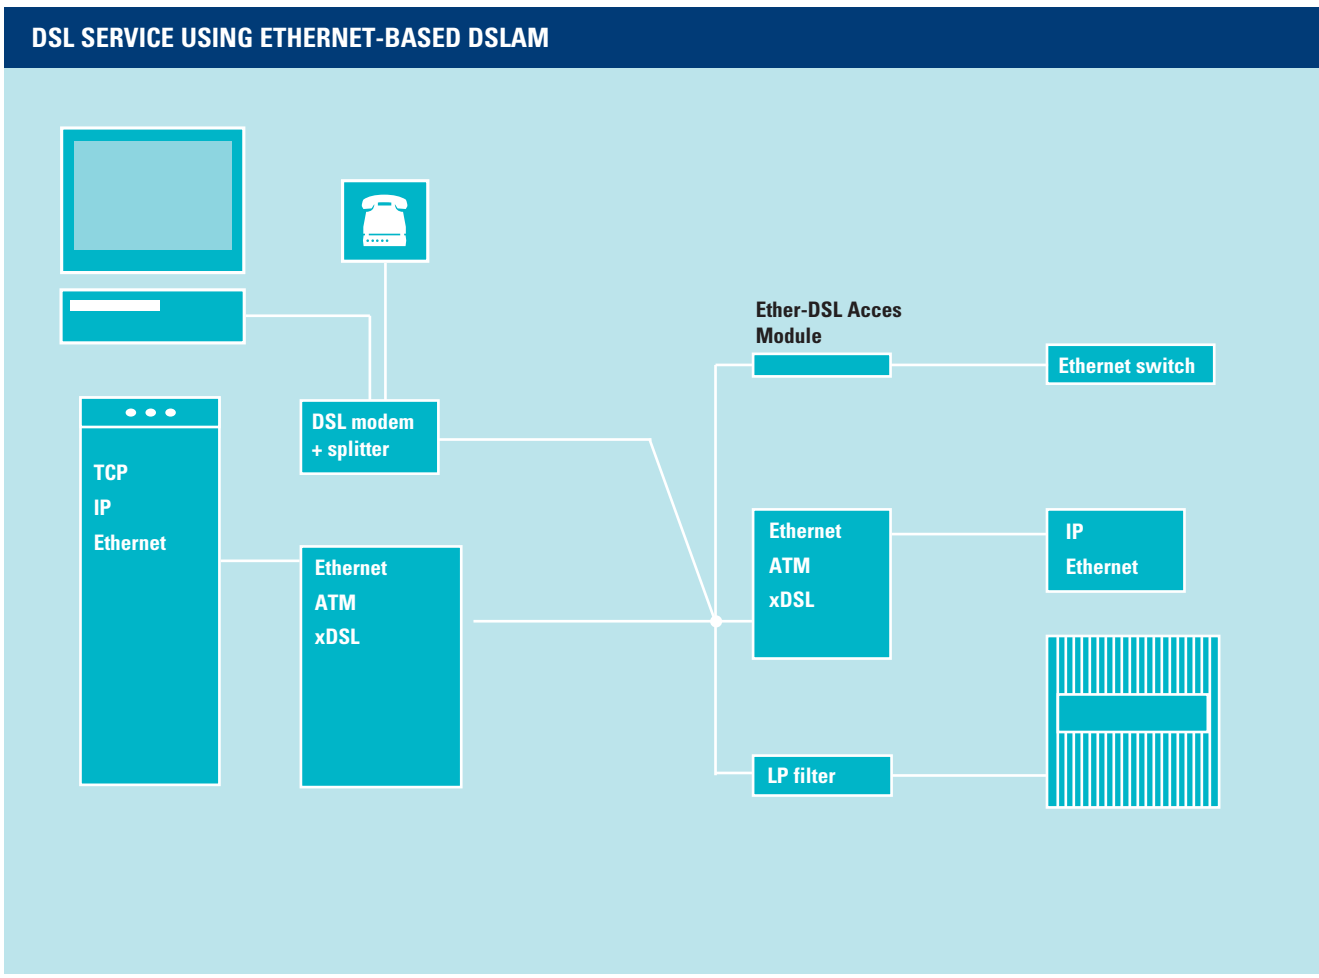 DSL SERVICE USING ETHERNET-BASED DSLAM
Ether-DSL Acces
Module
Ethernet switch
DSL modem
+ splitter
TCP
IP
Ethernet
Ethernet
ATM
xDSL
Ethernet
ATM
xDSL
IP
Ethernet
LP filter